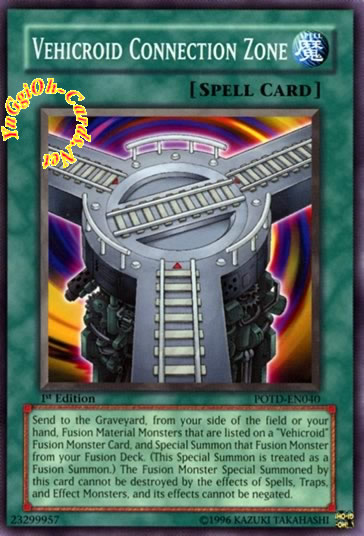 VEHICROID CONNECTION ZONE
魔
[SPELL CARD]
YuGgiOh-Cards.Net
1st Edition
POTD-EN040
Send to the Graveyard, from your side of the field or your
hand, Fusion Material Monsters that are listed on a "Vehicroid"
Fusion Monster Card, and Special Summon that Fusion Monster
from your Fusion Deck. (This Special Summon is treated as a
Fusion Summon.) The Fusion Monster Special Summoned by
this card cannot be destroyed by the effects of Spells, Traps,
and Effect Monsters, and its effects cannot be negated.
23299957
©1996 KAZUKI TAKAHASHI